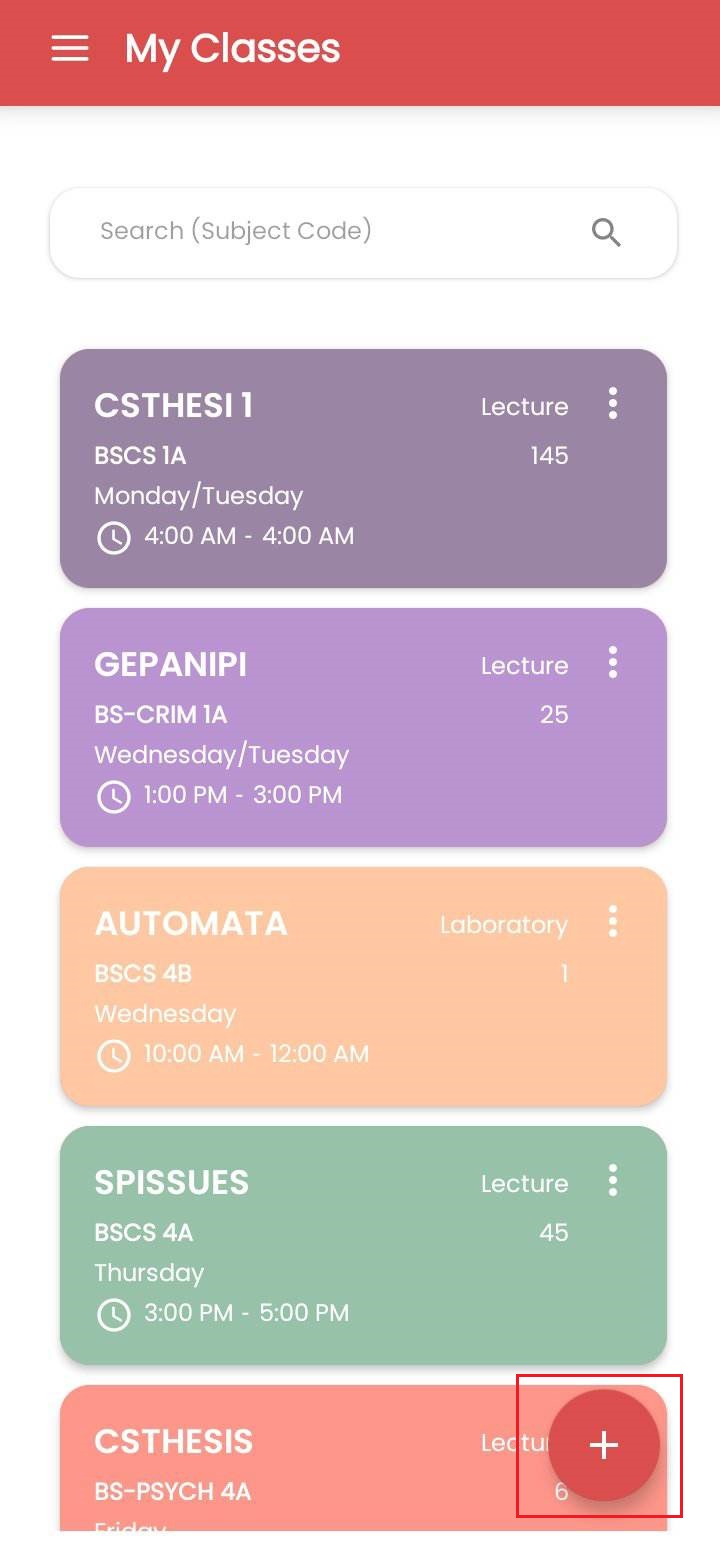 My Classes
Search (Subject Code)
CSTHESI 1 Lecture
BSCS 1A 145
Monday/Tuesday
4:00 AM - 4:00 AM
GEPANIPI Lecture
BS-CRIM 1A 25
Wednesday/Tuesday
1:00 PM - 3:00 PM
AUTOMATA Laboratory
BSCS 4B 1
Wednesday
10:00 AM - 12:00 AM
SPISSUES Lecture
BSCS 4A 45
Thursday
3:00 PM - 5:00 PM
CSTHESIS
BS-PSYCH 4A 6
Friday